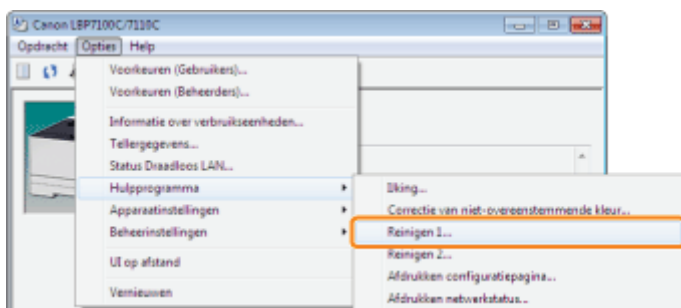 Canon LBP7100C/7110C
Opdracht Opties Help
Voorkeuren (Gebruikers)...
Voorkeuren (Beheerders)...
Informatie over verbruikseenheden...
Tellergegevens...
Status Draadloos LAN...
Hulpprogramma
Apparaatinstellingen
Beheerinstellingen
UI op afstand
Vernieuwen
IJking...
Correctie van niet-overeenstemmende kleur...
Reinigen 1...
Reinigen 2...
Afdrukken configuratiepagina...
Afdrukken netwerkstatus...